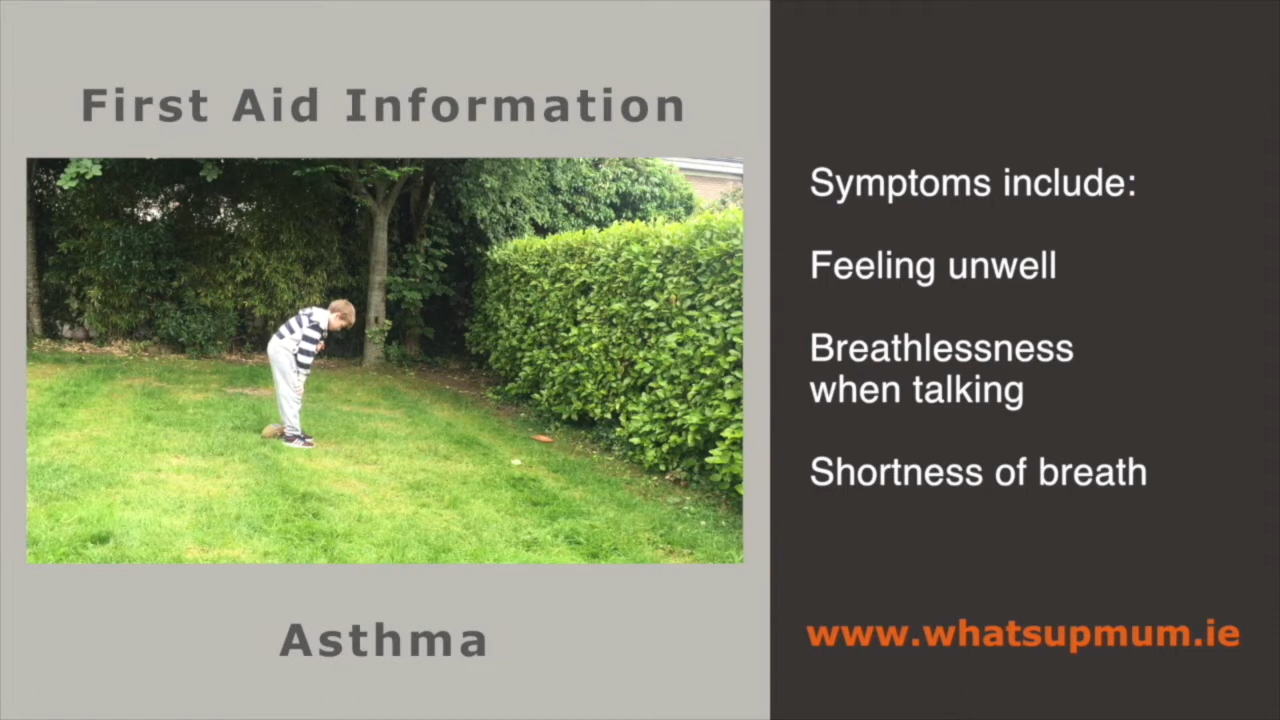 First Aid Information
Asthma
Symptoms include:
Feeling unwell
Breathlessness
when talking
Shortness of breath
www.whatsupmum.ie